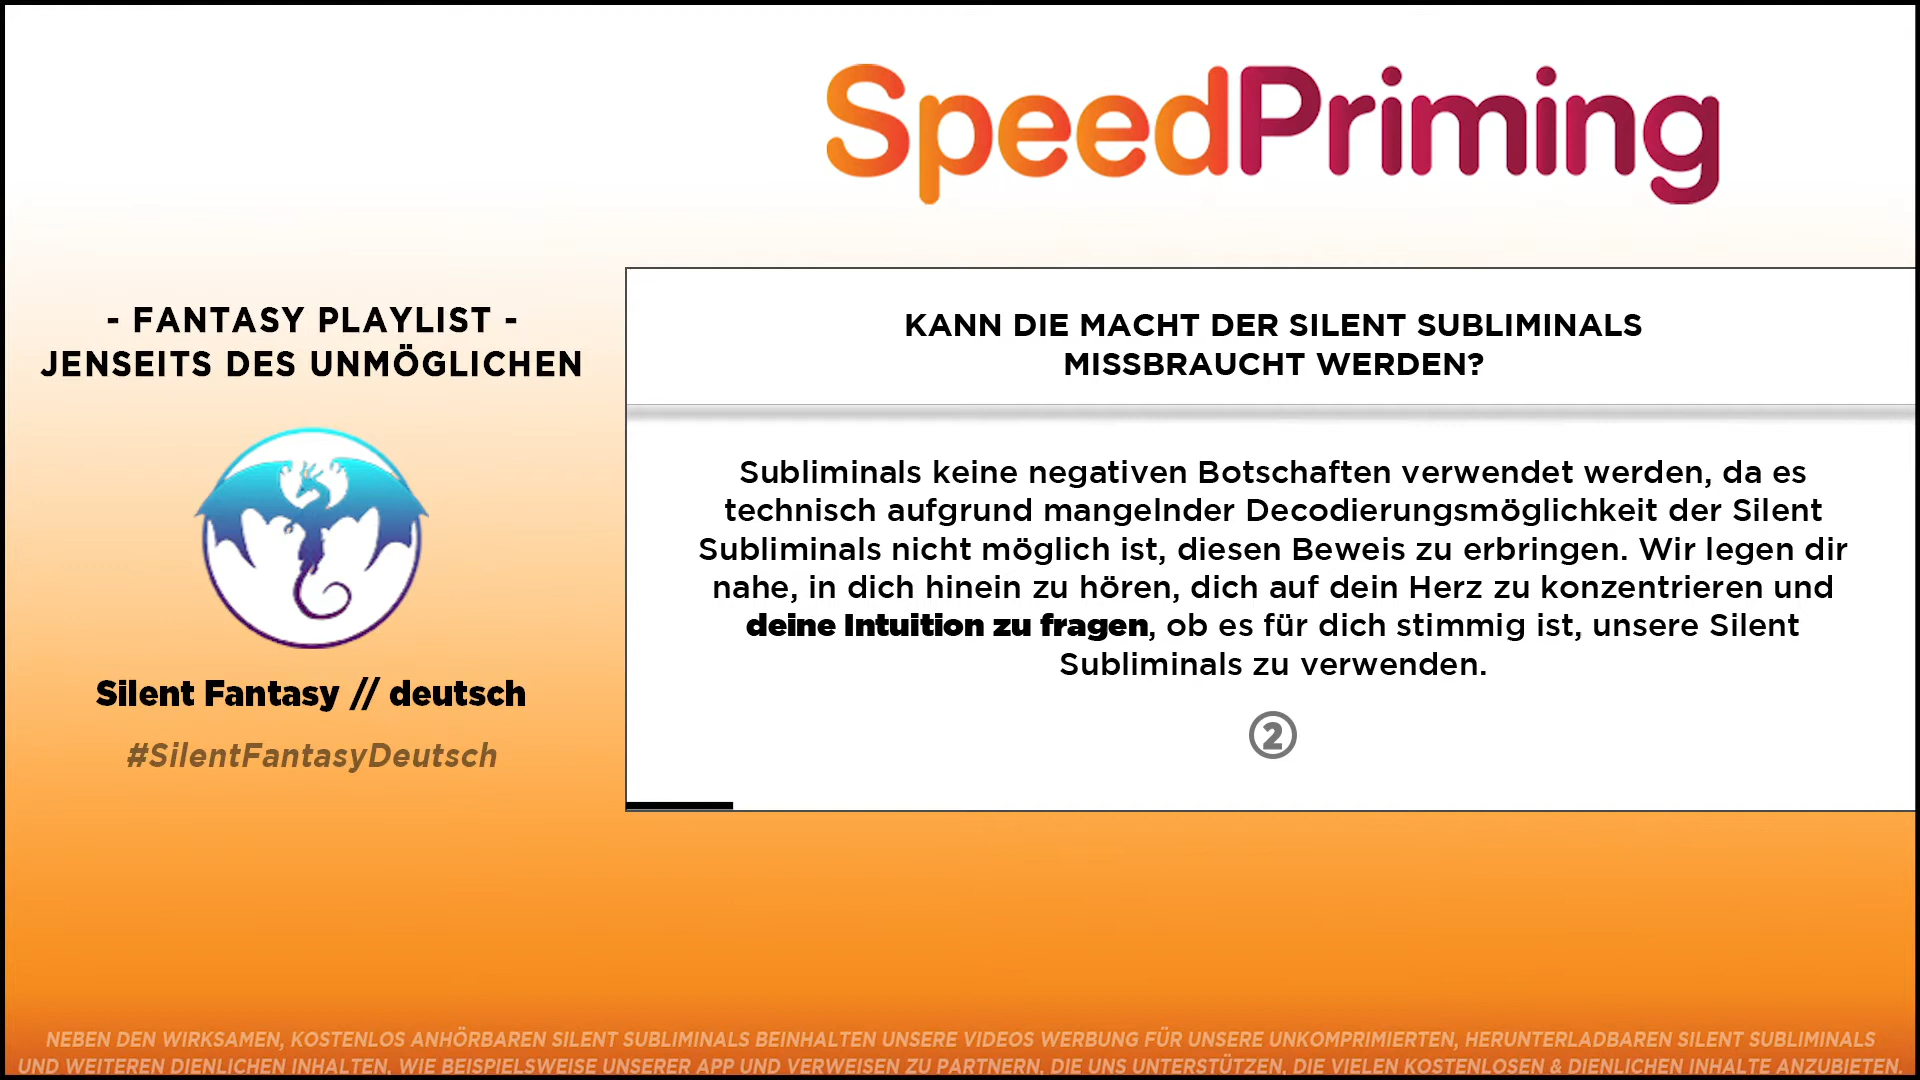 SpeedPriming
- FANTASY PLAYLIST -
JENSEITS DES UNMÖGLICHEN
Silent Fantasy // deutsch
#SilentFantasyDeutsch
KANN DIE MACHT DER SILENT SUBLIMINALS
MISSBRAUCHT WERDEN?
Subliminals keine negativen Botschaften verwendet werden, da es
technisch aufgrund mangelnder Decodierungsmöglichkeit der Silent
Subliminals nicht möglich ist, diesen Beweis zu erbringen. Wir legen dir
nahe, in dich hinein zu hören, dich auf dein Herz zu konzentrieren und
deine Intuition zu fragen, ob es für dich stimmig ist, unsere Silent
Subliminals zu verwenden.
2
NEBEN DEN WIRKSAMEN, KOSTENLOS ANHÖRBAREN SILENT SUBLIMINALS BEINHALTEN UNSERE VIDEOS WERBUNG FÜR UNSERE UNKOMPRIMIERTEN, HERUNTERLADBAREN SILENT SUBLIMINALS
UND WEITEREN DIENLICHEN INHALTEN, WIE BEISPIELSWEISE UNSERER APP UND VERWEISEN ZU PARTNERN, DIE UNS UNTERSTÜTZEN, DIE VIELEN KOSTENLOSEN & DIENLICHEN INHALTE ANZUBIETEN.